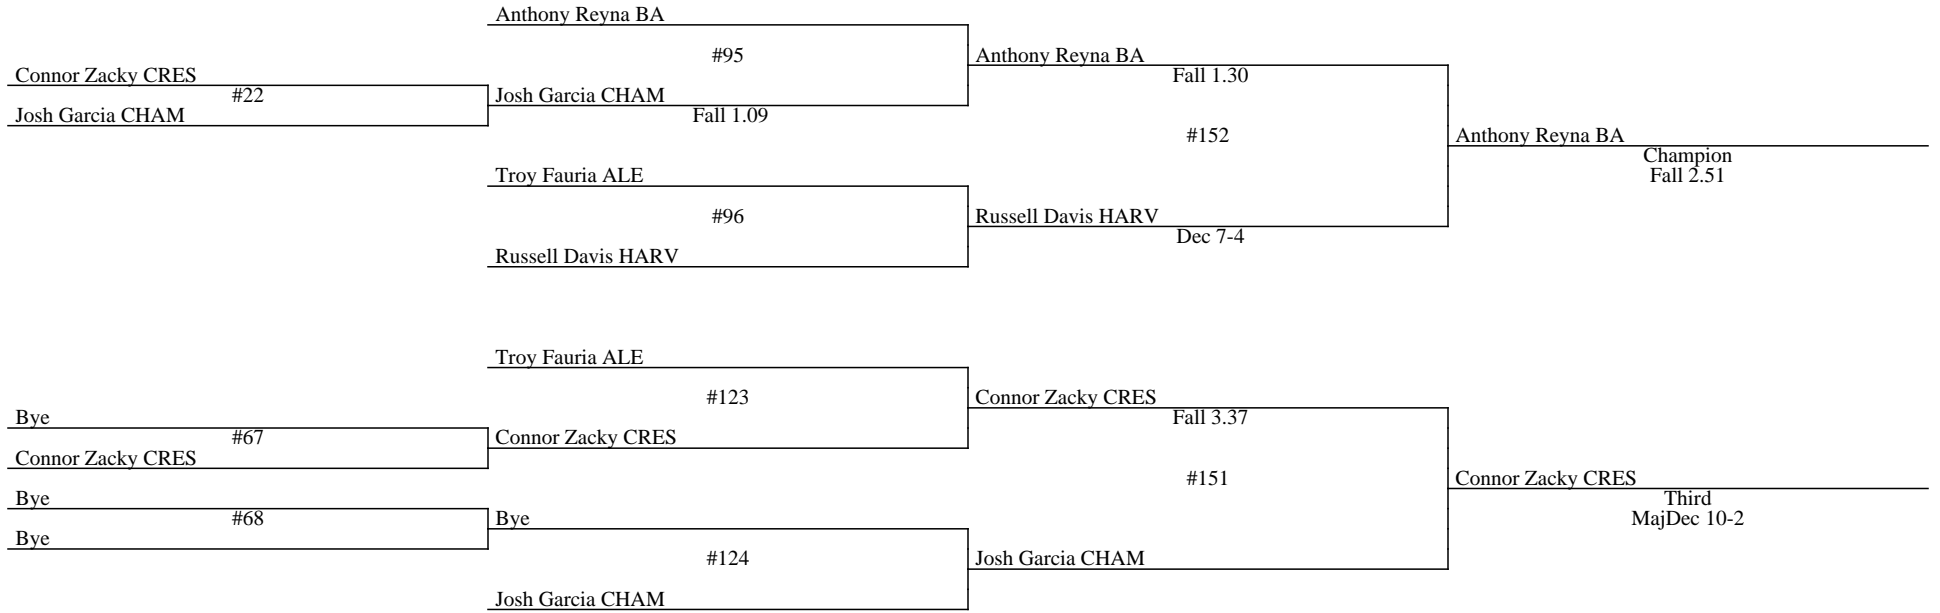 Anthony Reyna BA
#95
Anthony Reyna BA
Fall 1.30
Connor Zacky CRES
#22
Josh Garcia CHAM
Josh Garcia CHAM
Fall 1.09
#152
Anthony Reyna BA
Champion
Fall 2.51
Troy Fauria ALE
#96
Russell Davis HARV
Dec 7-4
Russell Davis HARV
Troy Fauria ALE
#123
Connor Zacky CRES
Fall 3.37
Bye
#67
Connor Zacky CRES
Connor Zacky CRES
#151
Connor Zacky CRES
Third
MajDec 10-2
Bye
#68
Bye
Bye
#124
Josh Garcia CHAM
Josh Garcia CHAM